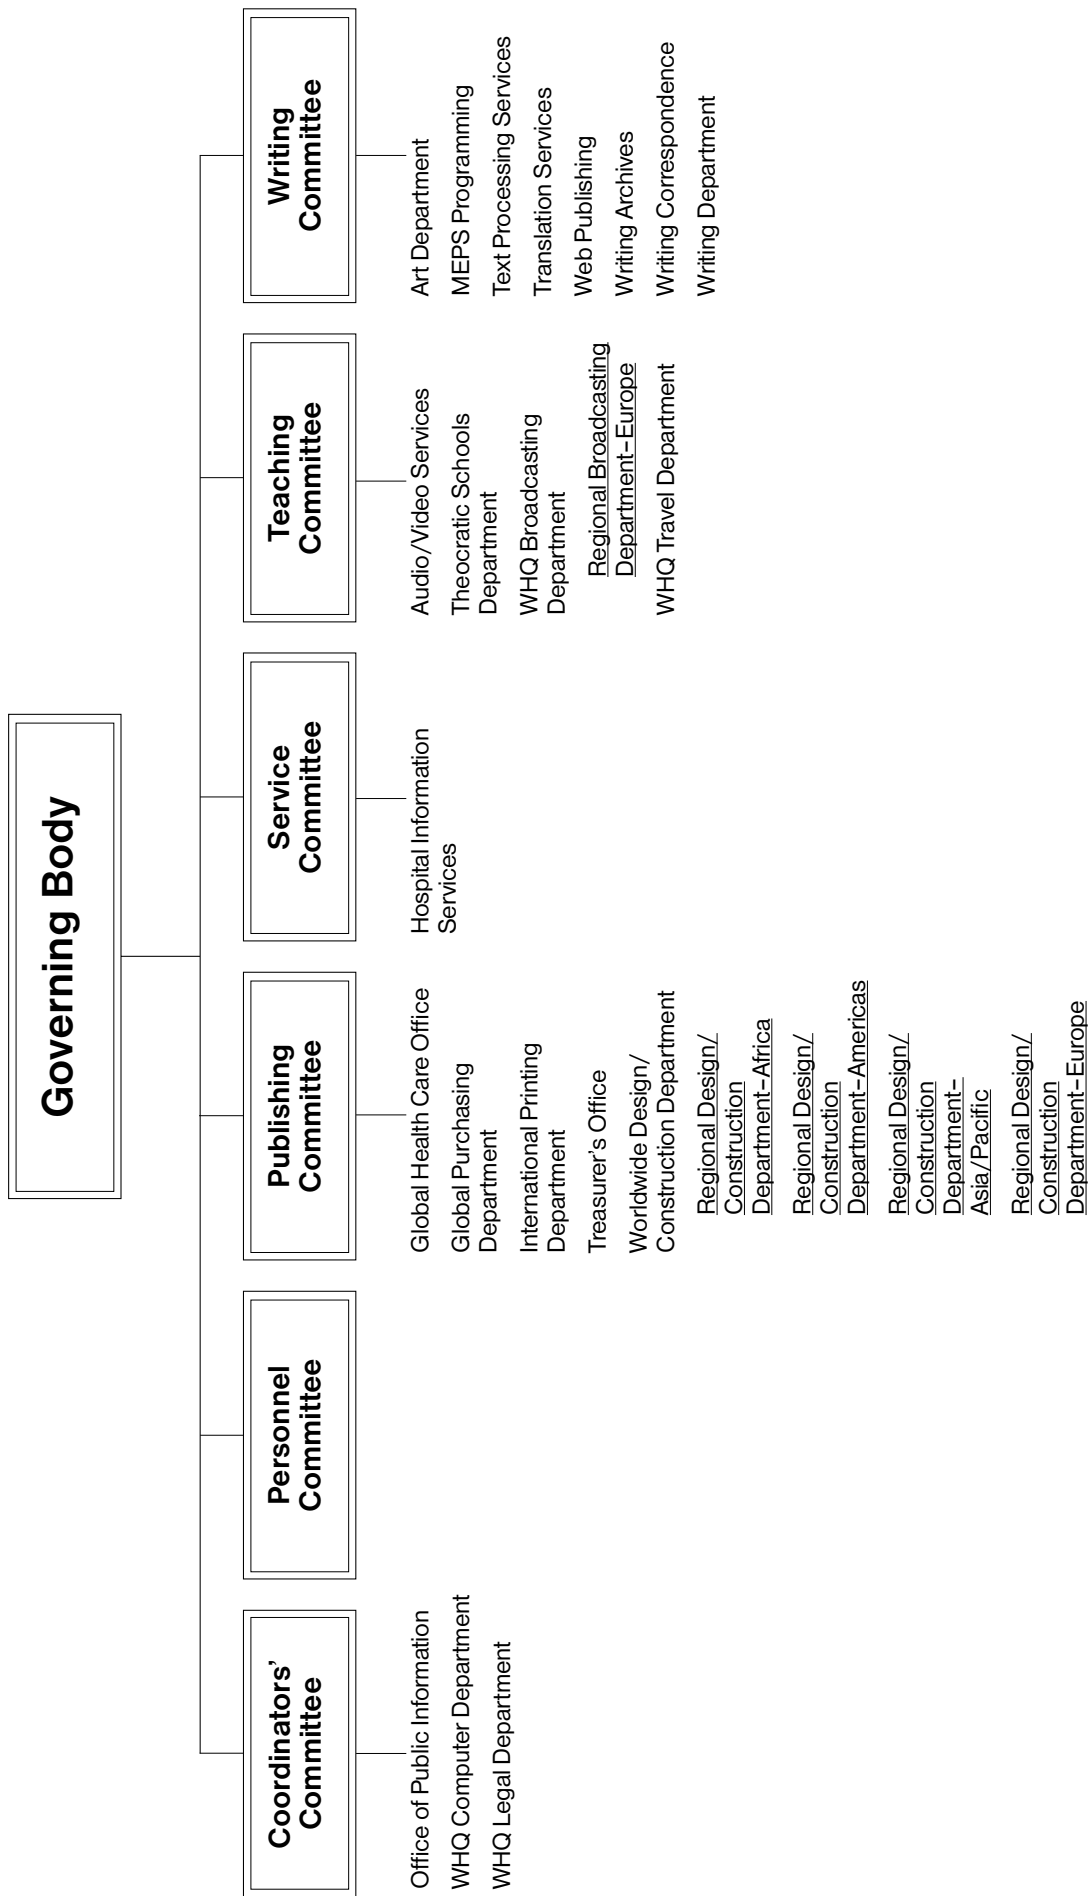 Governing Body
Coordinators’
Committee
Office of Public Information
WHQ Computer Department
WHQ Legal Department
Personnel
Committee
Publishing
Committee
Global Health Care Office
Global Purchasing
Department
International Printing
Department
Treasurer’s Office
Worldwide Design/
Construction Department
Regional Design/
Construction
Department–Africa
Regional Design/
Construction
Department–Americas
Regional Design/
Construction
Department–
Asia/Pacific
Regional Design/
Construction
Department–Europe
Service
Committee
Hospital Information
Services
Teaching
Committee
Audio/Video Services
Theocratic Schools
Department
WHQ Broadcasting
Department
Regional Broadcasting
Department–Europe
WHQ Travel Department
Writing
Committee
Art Department
MEPS Programming
Text Processing Services
Translation Services
Web Publishing
Writing Archives
Writing Correspondence
Writing Department